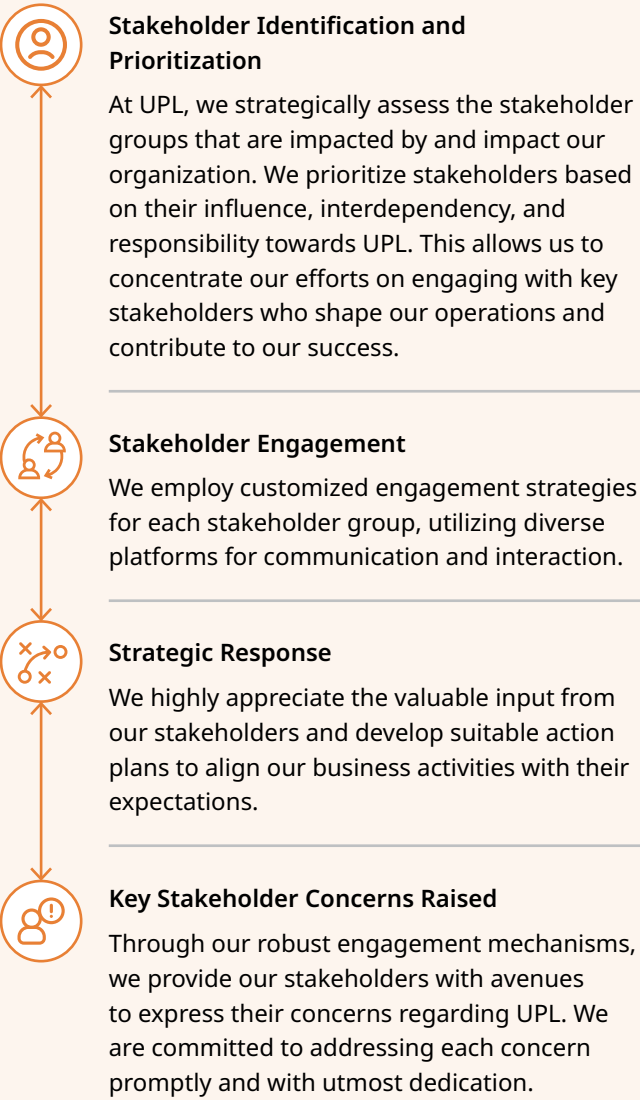 Stakeholder Identification and
Prioritization
At UPL, we strategically assess the stakeholder
groups that are impacted by and impact our
organization. We prioritize stakeholders based
on their influence, interdependency, and
responsibility towards UPL. This allows us to
concentrate our efforts on engaging with key
stakeholders who shape our operations and
contribute to our success.
Stakeholder Engagement
We employ customized engagement strategies
for each stakeholder group, utilizing diverse
platforms for communication and interaction.
Strategic Response
We highly appreciate the valuable input from
our stakeholders and develop suitable action
plans to align our business activities with their
expectations.
Key Stakeholder Concerns Raised
Through our robust engagement mechanisms,
we provide our stakeholders with avenues
to express their concerns regarding UPL. We
are committed to addressing each concern
promptly and with utmost dedication.